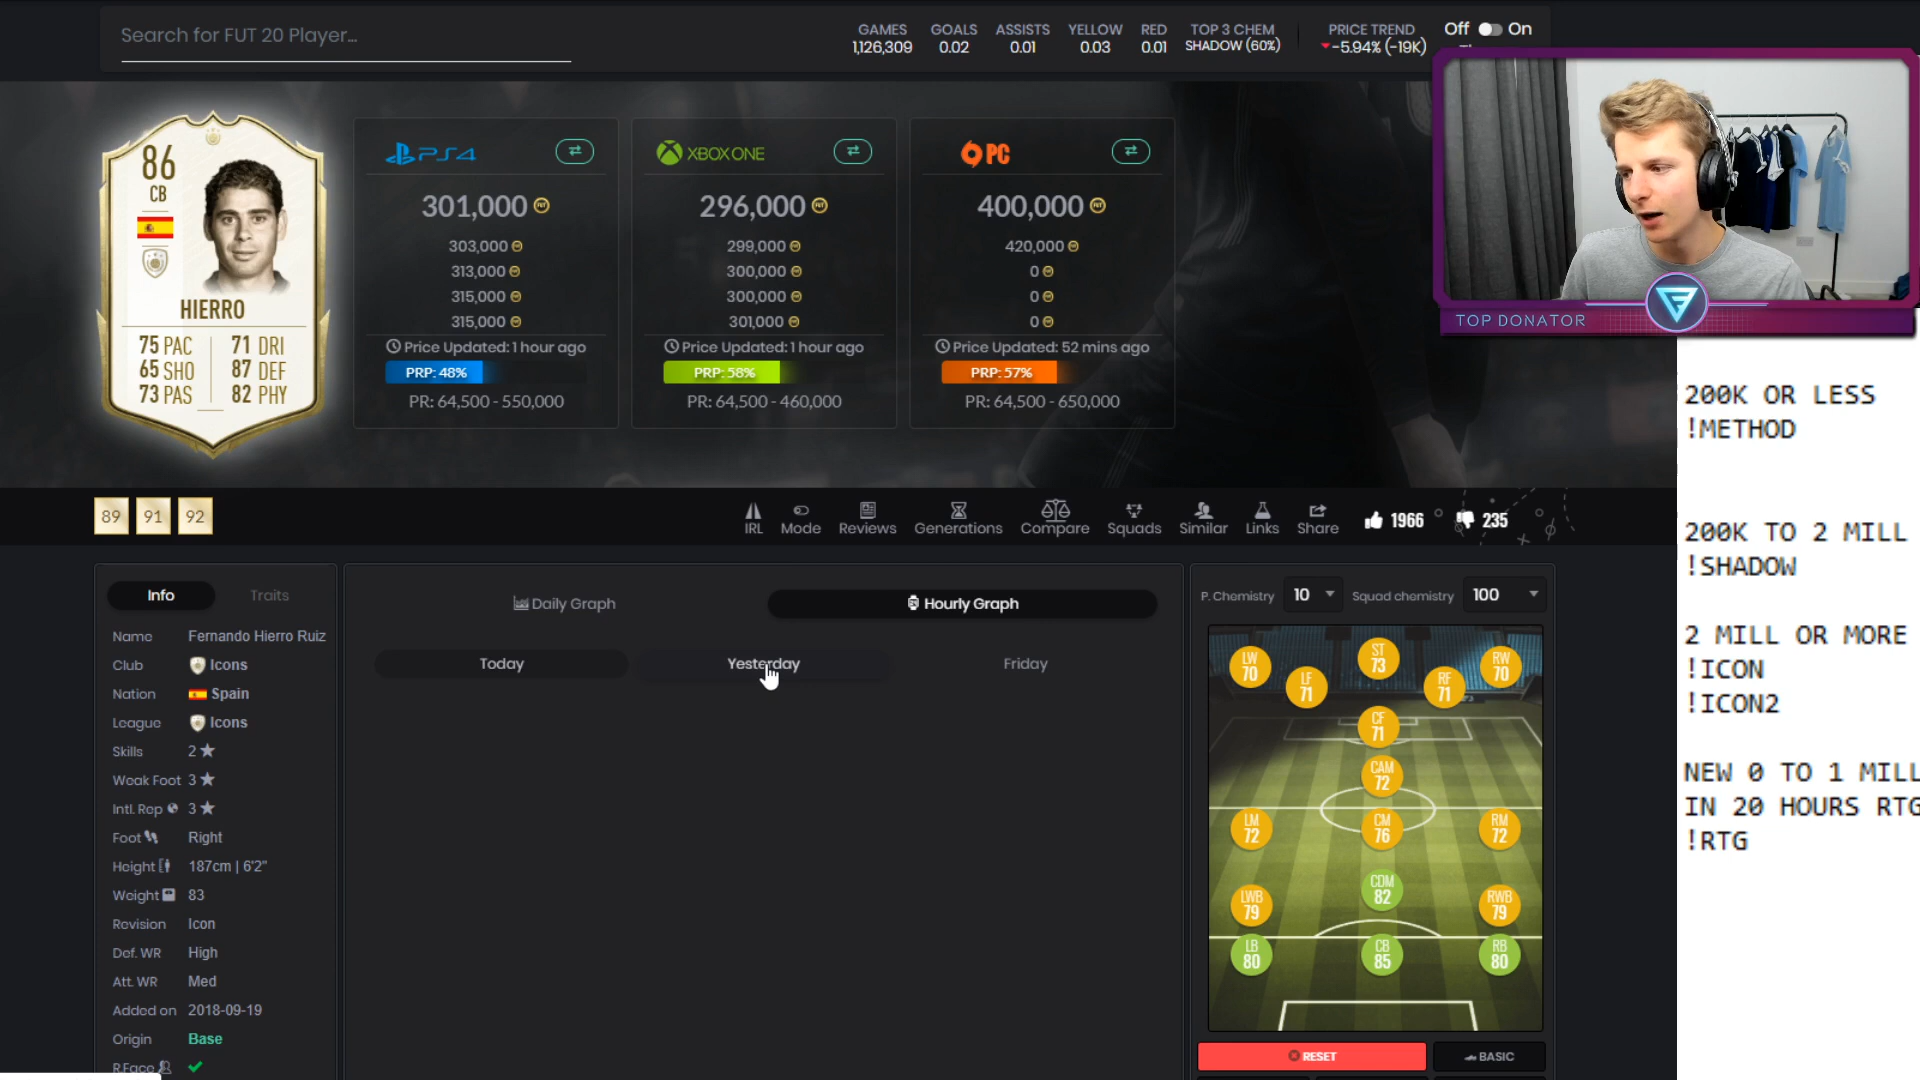 Search for FUT 20 Player...
GAMES GOALS ASSISTS YELLOW RED TOP 3 CHEM PRICE TREND
1,126,309 0.02 0.01 0.03 0.01 SHADOW (60%) -5.94% (-19K)
Off On
86
CB
HIERRO
75 PAC 71 DRI
65 SHO 87 DEF
73 PAS 82 PHY
PS4
301,000
303,000
313,000
315,000
315,000
Price Updated: 1 hour ago
PRP: 48%
PR: 64,500 - 550,000
XBOX ONE
296,000
299,000
300,000
300,000
301,000
Price Updated: 1 hour ago
PRP: 58%
PR: 64,500 - 460,000
PC
400,000
420,000
0
0
0
Price Updated: 52 mins ago
PRP: 57%
PR: 64,500 - 650,000
TOP DONATOR
200K OR LESS
!METHOD
200K TO 2 MILL
!SHADOW
2 MILL OR MORE
!ICON
!ICON2
NEW 0 TO 1 MILL
IN 20 HOURS RTG
!RTG
89 91 92
IRL Mode Reviews Generations Compare Squads Similar Links Share 1966 235
Info Traits
Name Fernando Hierro Ruiz
Club Icons
Nation Spain
League Icons
Skills 2
Weak Foot 3
Intl. Rep 3
Foot Right
Height 187cm | 6'2"
Weight 83
Revision Icon
Def. WR High
Att. WR Med
Added on 2018-09-19
Origin Base
R.Face
Daily Graph Hourly Graph
Today Yesterday Friday
P. Chemistry 10 Squad chemistry 100
LW 70
ST 73
RW 70
LF 71
RF 71
CF 71
CAM 72
LM 72
CM 76
RM 72
CDM 82
LWB 79
RWB 79
LB 80
CB 85
RB 80
RESET BASIC